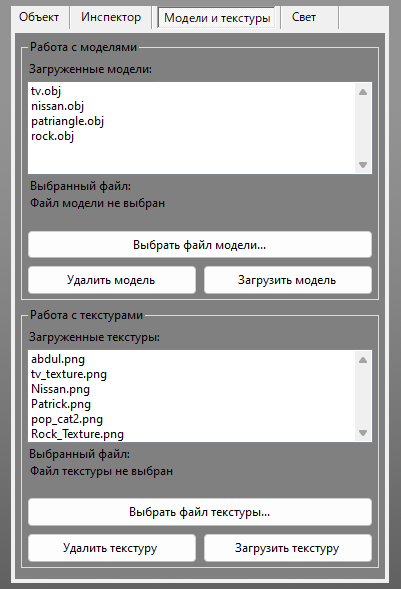 Объект Инспектор Модели и текстуры Свет
Работа с моделями
Загруженные модели:
tv.obj
nissan.obj
patriangle.obj
rock.obj
Выбранный файл:
Файл модели не выбран
Выбрать файл модели...
Удалить модель Загрузить модель
Работа с текстурами
Загруженные текстуры:
abdul.png
tv_texture.png
Nissan.png
Patrick.png
pop_cat2.png
Rock_Texture.png
Выбранный файл:
Файл текстуры не выбран
Выбрать файл текстуры...
Удалить текстуру Загрузить текстуру